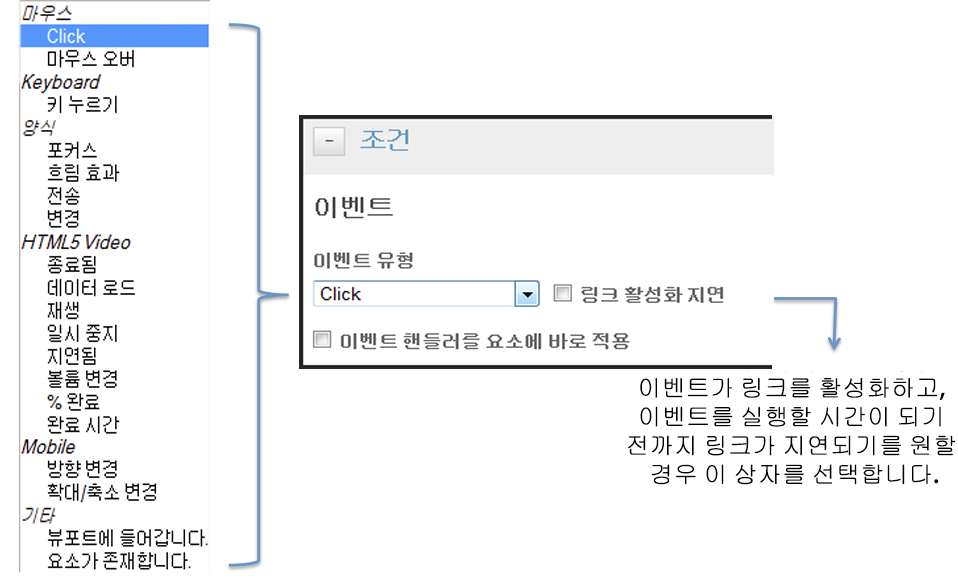 마우스
Click
마우스 오버
Keyboard
키 누르기
양식
포커스
흐림 효과
전송
변경
HTML5 Video
종료됨
데이터 로드
재생
일시 중지
지연됨
볼륨 변경
% 완료
완료 시간
Mobile
방향 변경
확대/축소 변경
기타
뷰포트에 들어갑니다.
요소가 존재합니다.
- 조건
이벤트
이벤트 유형
Click 링크 활성화 지연
이벤트 핸들러를 요소에 바로 적용
이벤트가 링크를 활성화하고,
이벤트를 실행할 시간이 되기
전까지 링크가 지연되기를 원할
경우 이 상자를 선택합니다.